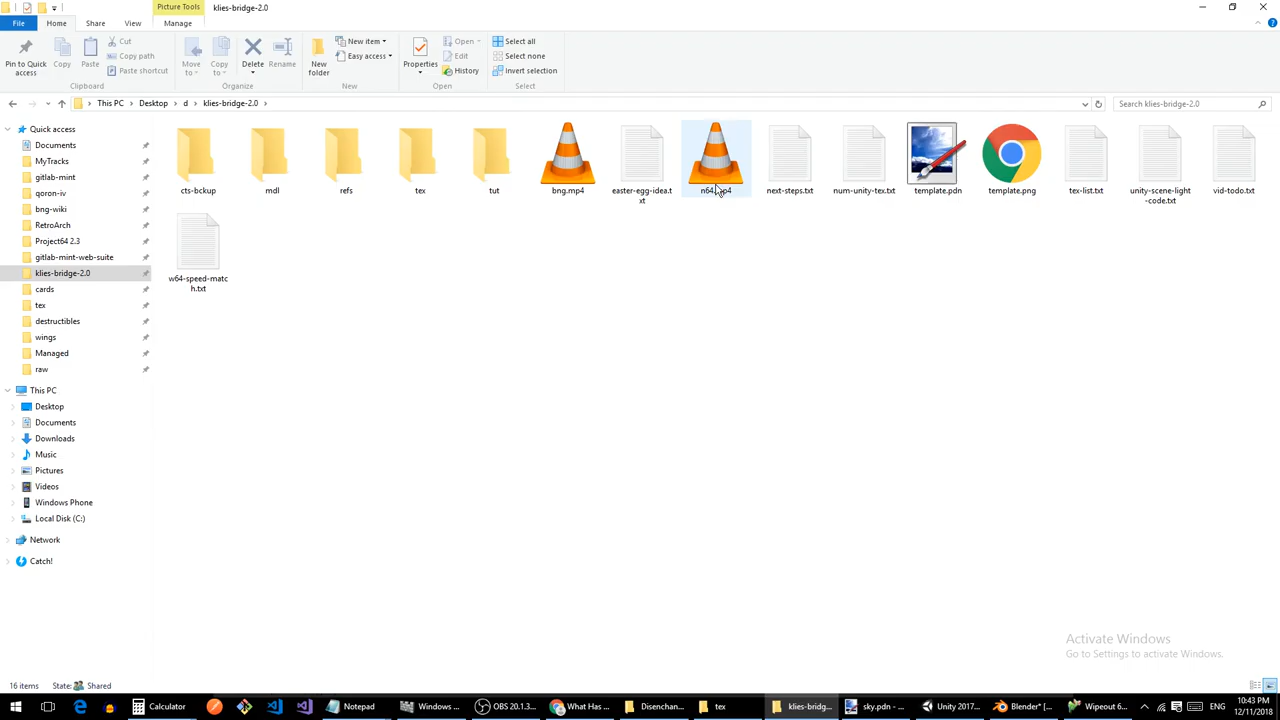 Picture Tools
klies-bridge-2.0
File
Home
Share
View
Manage
Pin to Quick access
Copy
Paste
Cut
Copy path
Paste shortcut
Clipboard
Move to
Copy to
Delete
Rename
Organize
New folder
New item
Easy access
New
Properties
Open
Edit
History
Open
Select all
Select none
Invert selection
Select
This PC
Desktop
d
klies-bridge-2.0
Search klies-bridge-2.0
Quick access
Documents
MyTracks
gitlab-mint
qoron-iv
bng-wiki
RetroArch
Project64 2.3
gitlab-mint-web-suite
klies-bridge-2.0
cards
tex
destructibles
wings
Managed
raw
This PC
Desktop
Documents
Downloads
Music
Pictures
Videos
Windows Phone
Local Disk (C:)
Network
Catch!
cts-bckup
mdl
refs
tex
tut
bng.mp4
easter-egg-idea.t
xt
n64.mp4
next-steps.txt
num-unity-tex.txt
template.pdn
template.png
tex-list.txt
unity-scene-light
-code.txt
vid-todo.txt
w64-speed-matc
h.txt
Activate Windows
Go to Settings to activate Windows.
16 items
State:
Shared
Calculator
Notepad
Windows ...
OBS 20.1.3...
What Has ...
Disenchan...
tex
klies-bridg...
sky.pdn - ...
Unity 2017...
Blender* [...
Wipeout 6...
ENG
10:43 PM
12/11/2018